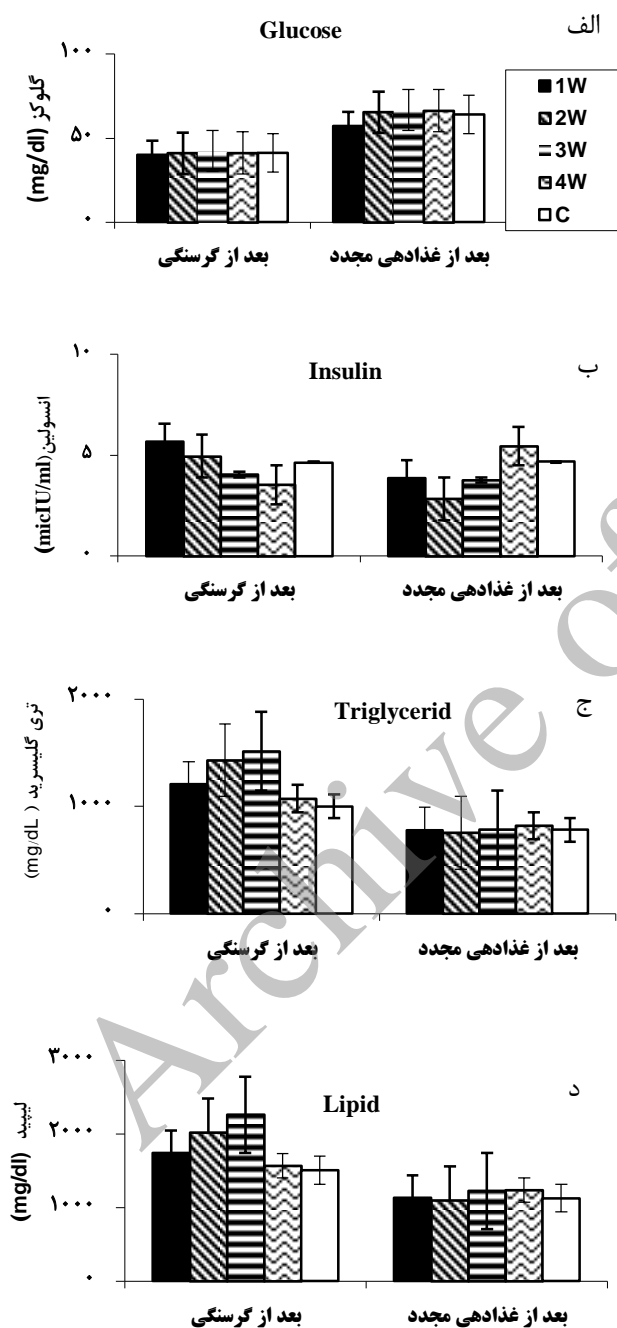 الف
Glucose
۱۰۰
۵۰
۰
گلوکز (mg/dl)
1W
2W
3W
4W
C
بعد از گرسنگی
بعد از غذادهی مجدد
ب
Insulin
۱۰
۵
۰
انسولین(micIU/ml)
بعد از گرسنگی
بعد از غذادهی مجدد
ج
Triglycerid
۲۰۰۰
۱۰۰۰
۰
تری گلیسرید ( mg/dL)
بعد از گرسنگی
بعد از غذادهی مجدد
د
Lipid
۳۰۰۰
۲۰۰۰
۱۰۰۰
۰
لیپید (mg/dl)
بعد از گرسنگی
بعد از غذادهی مجدد
Archive of